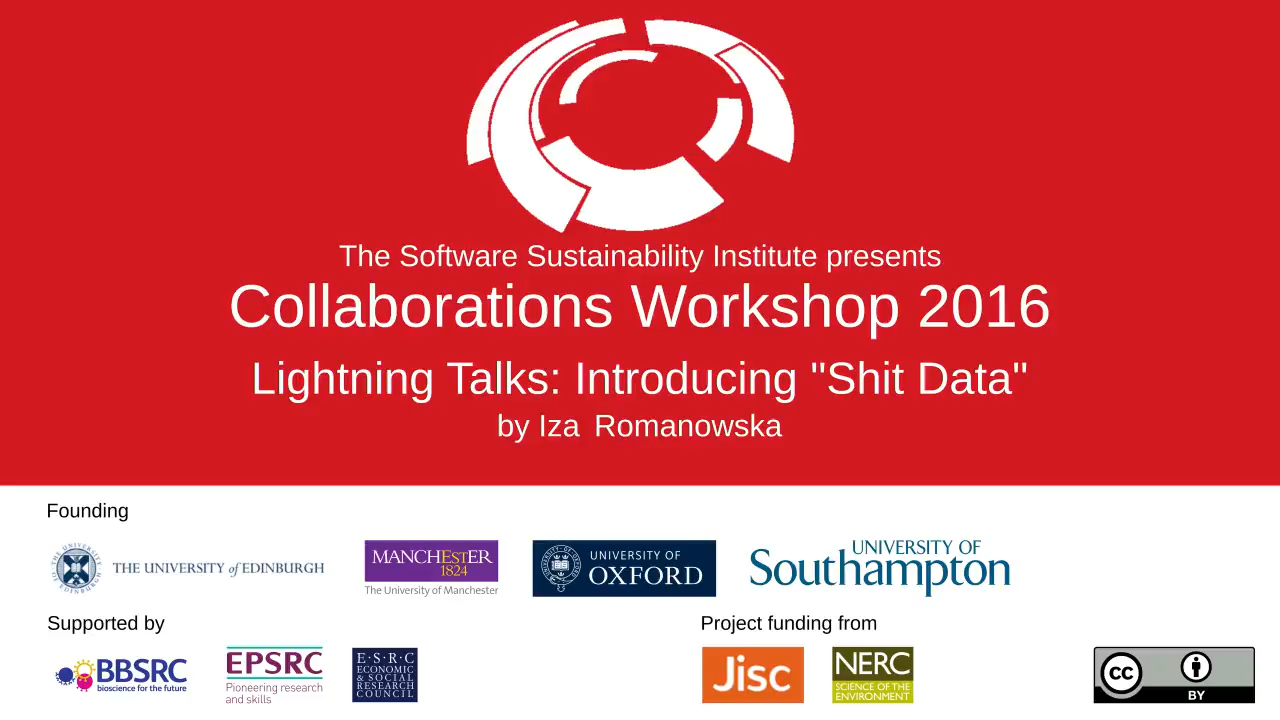 The Software Sustainability Institute presents
Collaborations Workshop 2016
Lightning Talks: Introducing "Shit Data"
by Iza Romanowska
Founding
THE UNIVERSITY of EDINBURGH
MANCHESTER
1824
The University of Manchester
UNIVERSITY OF
OXFORD
UNIVERSITY OF
Southampton
Supported by
Project funding from
BBSRC
bioscience for the future
EPSRC
Pioneering research
and skills
E·S·R·C
ECONOMIC
& SOCIAL
RESEARCH
COUNCIL
Jisc
NERC
SCIENCE OF THE
ENVIRONMENT
cc
BY